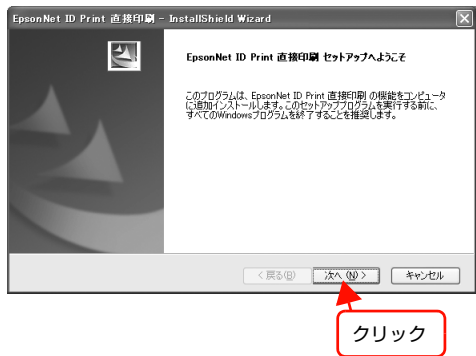 EpsonNet ID Print 直接印刷 - InstallShield Wizard
EpsonNet ID Print 直接印刷 セットアップへようこそ
このプログラムは、EpsonNet ID Print 直接印刷 の機能をコンピュータ
に追加インストールします。このセットアッププログラムを実行する前に、
すべてのWindowsプログラムを終了することを推奨します。
< 戻る(B)
次へ (N) >
キャンセル
クリック